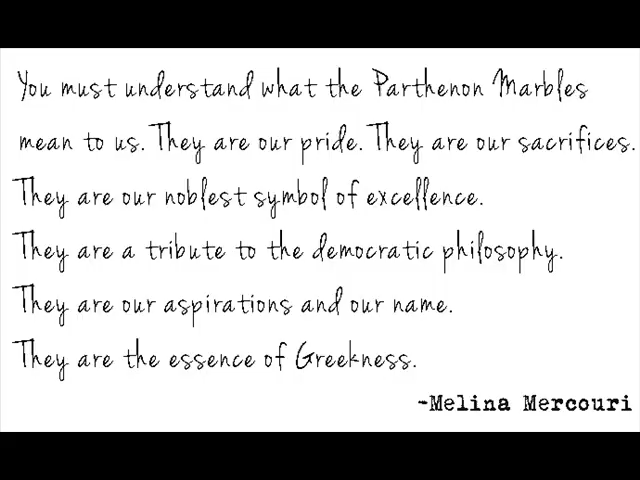 You must understand what the Parthenon Marbles
mean to us. They are our pride. They are our sacrifices.
They are our noblest symbol of excellence.
They are a tribute to the democratic philosophy.
They are our aspirations and our name.
They are the essence of Greekness.
-Melina Mercouri